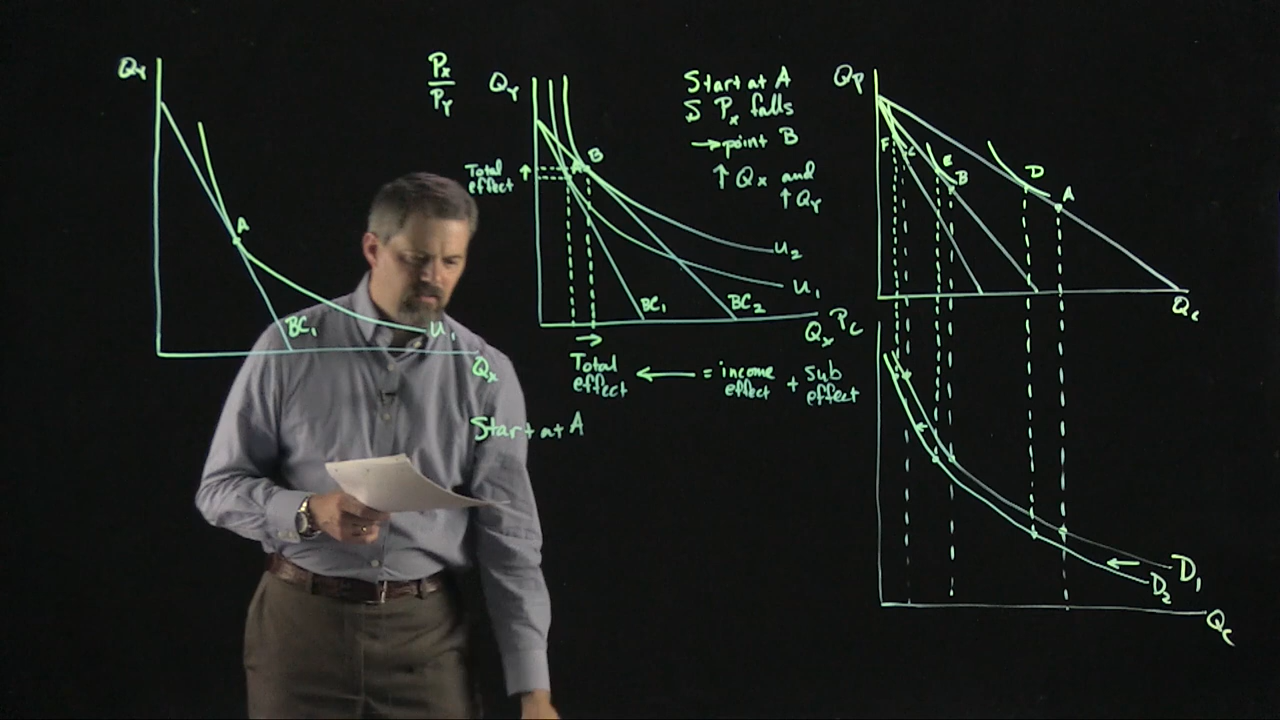 Qy
A
BC1
U1
Qx
Px
Py
Qy
Total
effect
A
B
U2
U1
BC1
BC2
Qx
Total
effect
= income
effect
+ Sub
effect
Start at A
S Px falls
→ point B
↑ Qx and
↑ Qy
Start at A
QP
F
C
E
B
D
A
Qc
Pc
D1
D2
Qc